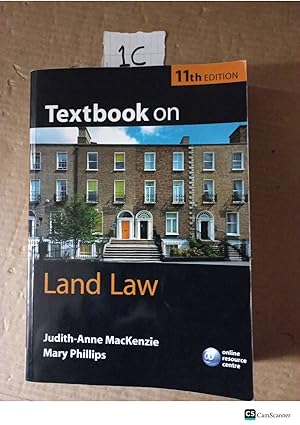 1C
11th EDITION
Textbook on
Land Law
Judith-Anne MacKenzie
Mary Phillips
online
resource
centre
CS CamScanner